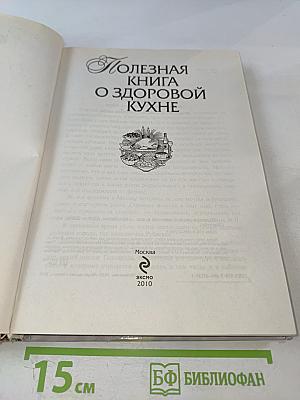 Полезная
книга
о здоровой
кухне
Москва
эксмо
2010
15 см
БФ БИБЛИОФАН